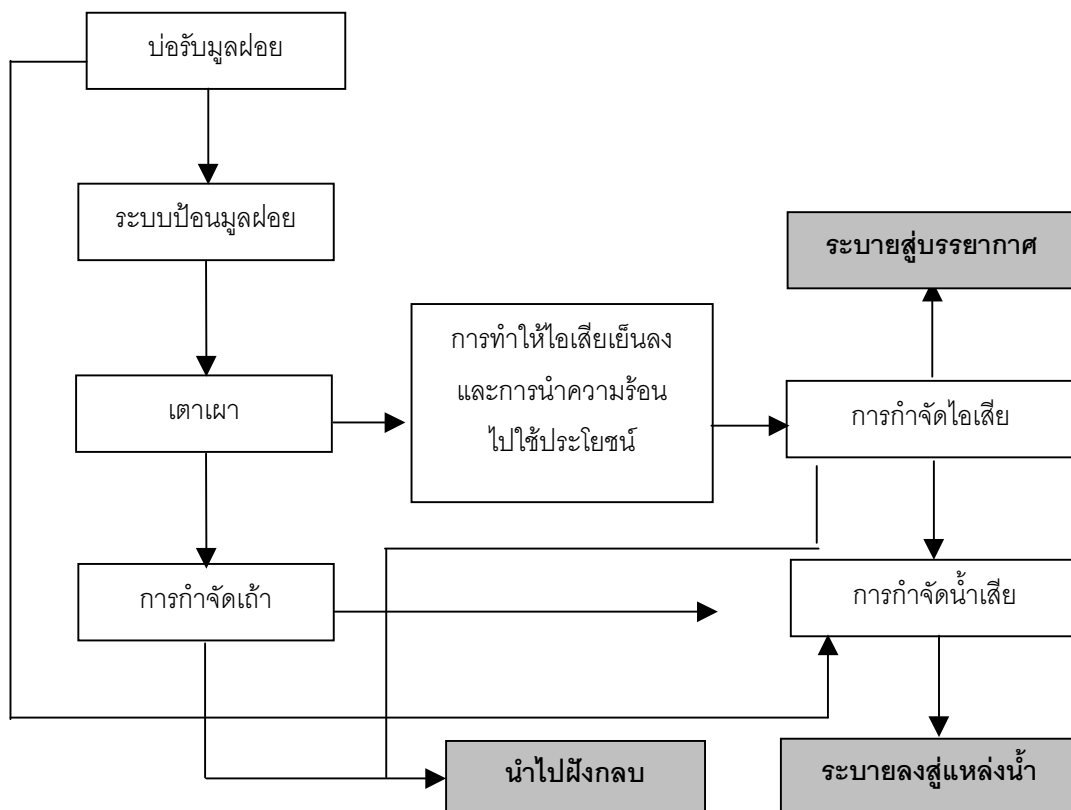 บ่อรับมูลฝอย
ระบบป้อนมูลฝอย
ระบายสู่บรรยากาศ
การทำให้ไอเสียเย็นลง
และการนำความร้อน
ไปใช้ประโยชน์
เตาเผา
การกำจัดไอเสีย
การกำจัดเถ้า
การกำจัดน้ำเสีย
นำไปฝังกลบ
ระบายลงสู่แหล่งน้ำ